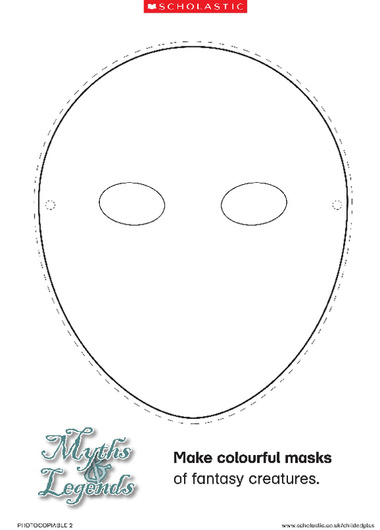 SCHOLASTIC
Myths
&
Legends
Make colourful masks
of fantasy creatures.
PHOTOCOPIABLE 2
www.scholastic.co.uk/childedplus